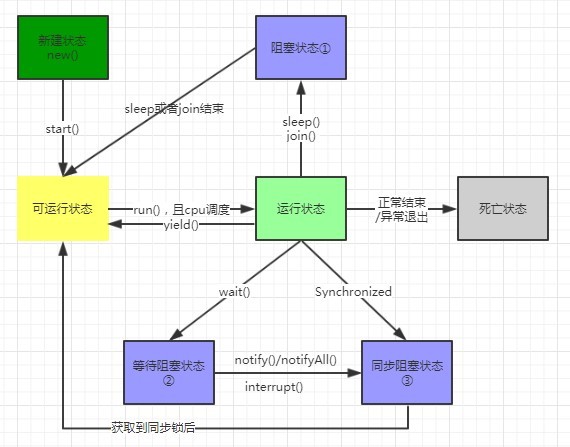 新建状态
new()
阻塞状态①
sleep或者join结束
start()
sleep()
join()
可运行状态
run()，且cpu调度
yield()
运行状态
正常结束
/异常退出
死亡状态
wait()
Synchronized
等待阻塞状态
②
notify()/notifyAll()
interrupt()
同步阻塞状态
③
获取到同步锁后